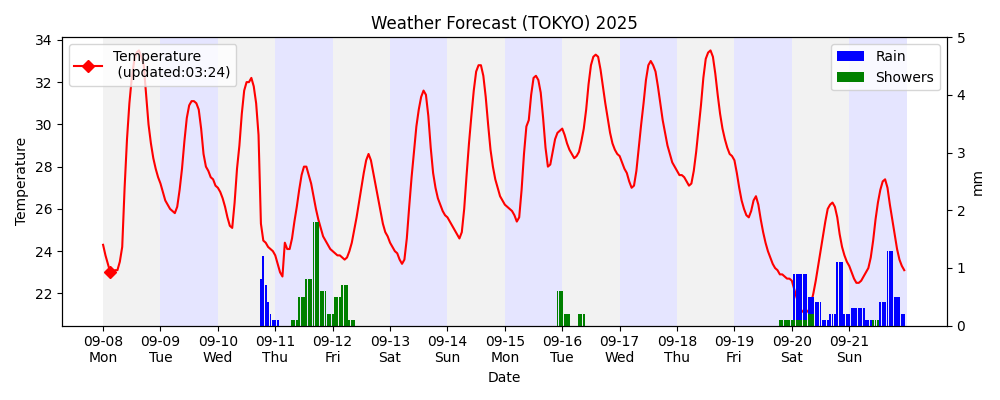 Weather Forecast (TOKYO) 2025
Temperature
(updated:03:24)
Rain
Showers
Temperature
34
32
30
28
26
24
22
5
4
3
2
1
0
mm
09-08 09-09 09-10 09-11 09-12 09-13 09-14 09-15 09-16 09-17 09-18 09-19 09-20 09-21
Mon Tue Wed Thu Fri Sat Sun Mon Tue Wed Thu Fri Sat Sun
Date